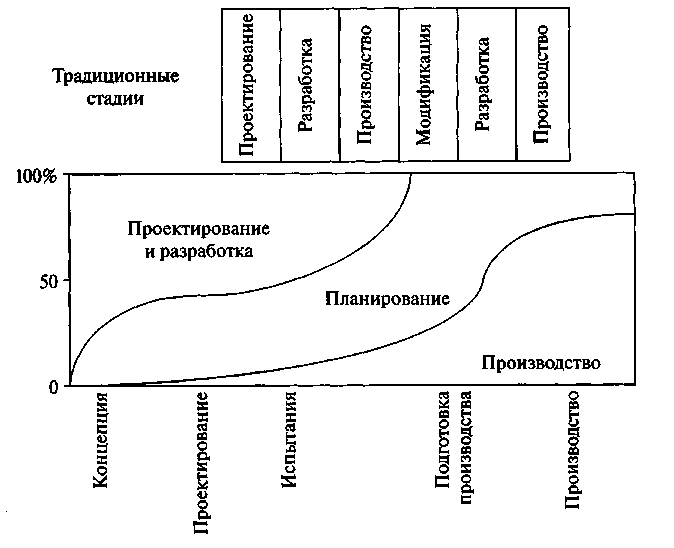 Традиционные
стадии
Проектирование
Разработка
Производство
Модификация
Разработка
Производство
100%
Проектирование
и разработка
50
Планирование
Производство
0
Концепция
Проектирование
Испытания
Подготовка
производства
Производство